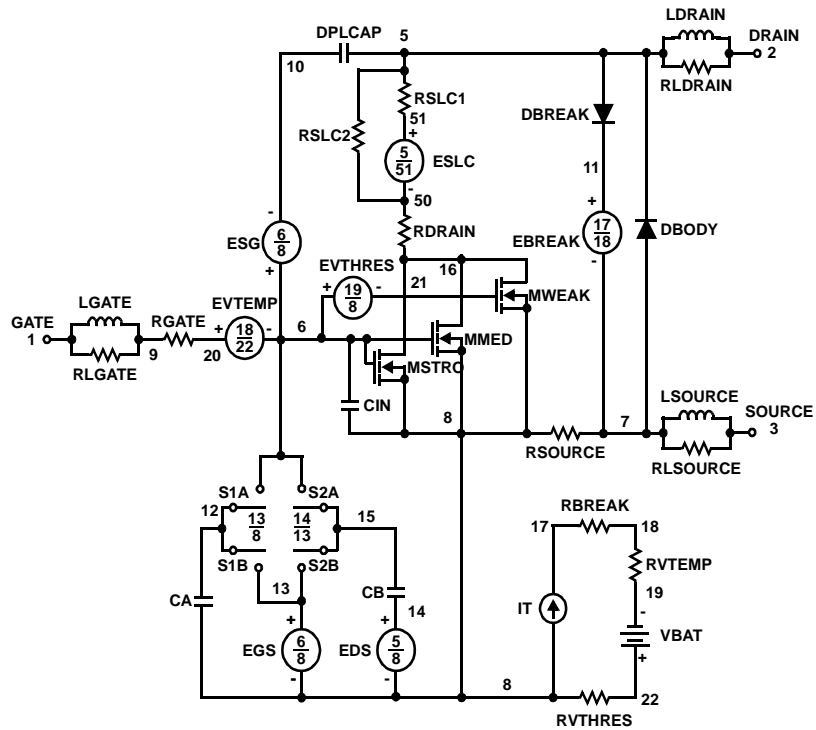 LDRAIN
DPLCAP 5 DRAIN
10 2
RSLC1 RLDRAIN
51 DBREAK
RSLC2 +
5
51 ESLC 11
- 50
- +
17
18
ESG 6
8 RDRAIN EBREAK DBODY
+ EVTHRES 16 -
+ 19
8 - 21 MWEAK
LGATE EVTEMP
GATE RGATE + 18
22 - 6 MMED
1 9 20 MSTRO
RLGATE LSOURCE
CIN 8 7 SOURCE
3
RSOURCE RLSOURCE
S1A S2A
12 13
8 14
13 15 RBREAK
17 18
S1B S2B RVTEMP
13 CB 19
CA 14 IT -
+ + VBAT
EGS 6
8 EDS 5
8 +
- - 8 22
RVTHRES